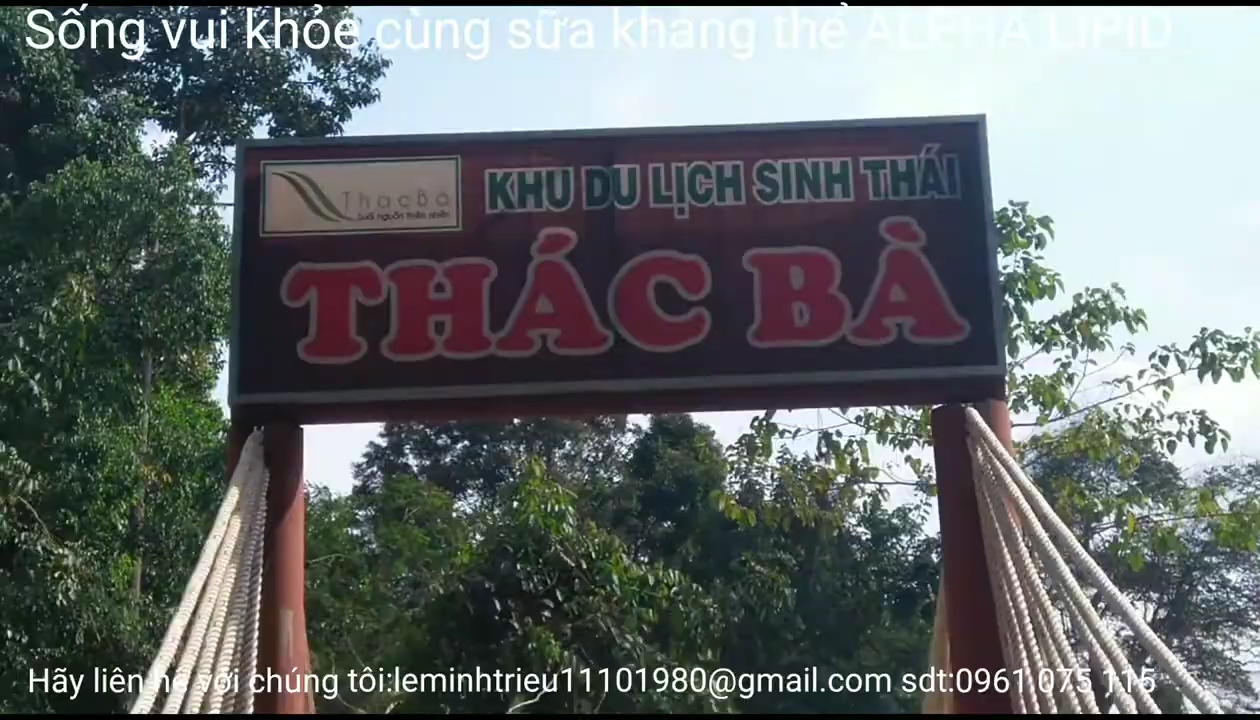 Sống vui khỏe cùng sữa kháng thể ALPHA LIPID
ThacBà
KHU DU LỊCH SINH THÁI
THÁC BÀ
Hãy liên hệ với chúng tôi:leminhtrieu11101980@gmail.com sdt:0961 075 115